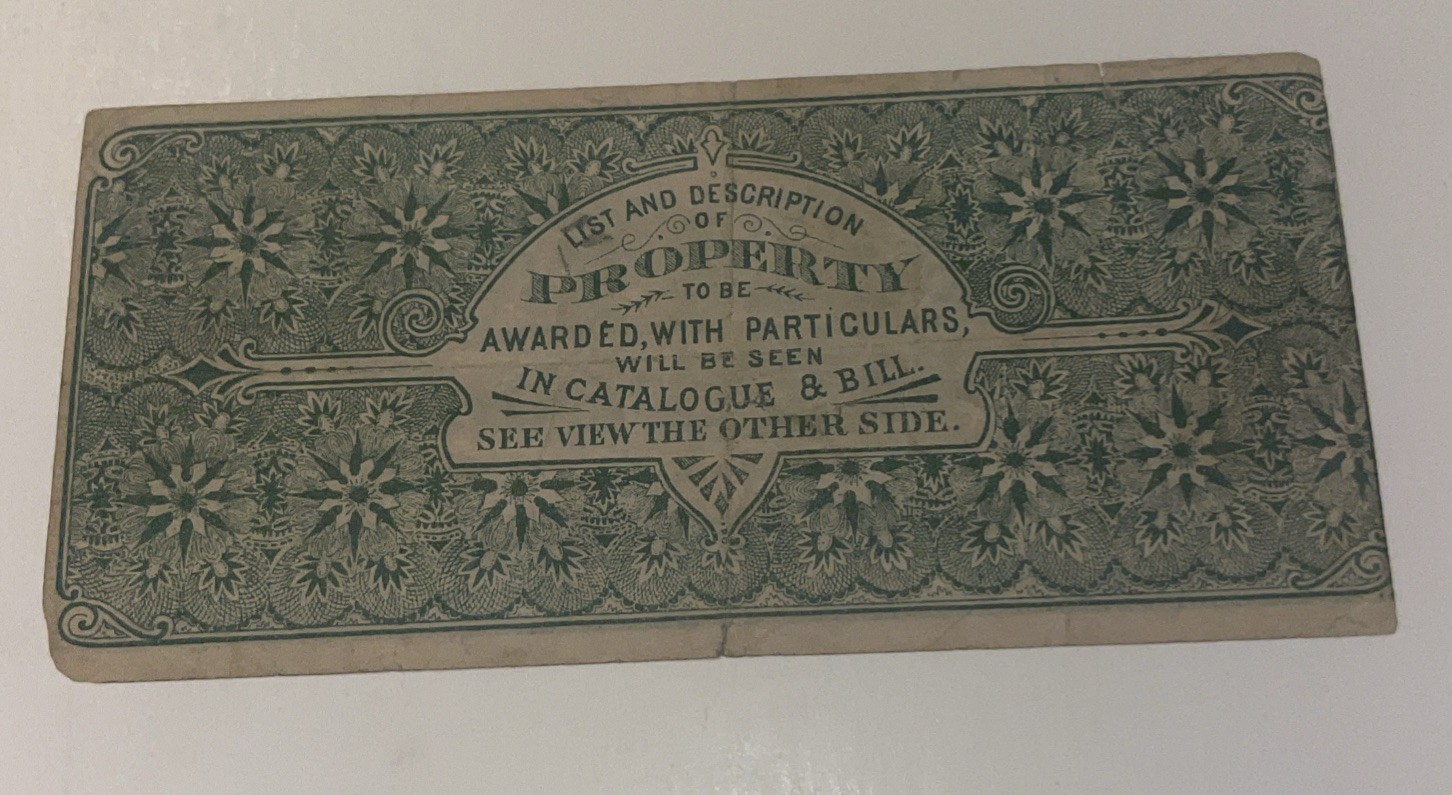 LIST AND DESCRIPTION
OF
PROPERTY
TO BE
AWARDED, WITH PARTICULARS,
WILL BE SEEN
IN CATALOGUE & BILL.
SEE VIEW THE OTHER SIDE.